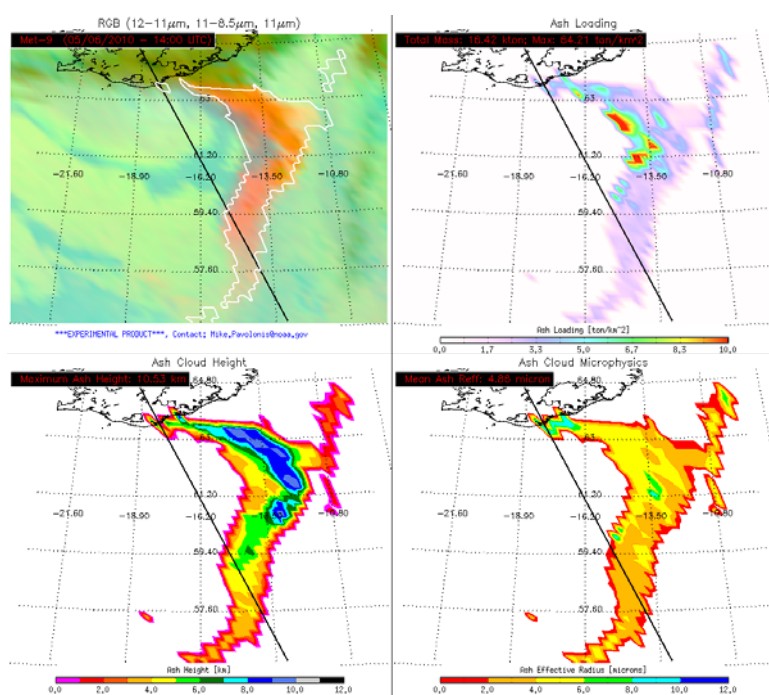 RGB (12-11μm, 11-8.5μm, 11μm)
Met-9 (05/06/2010 - 14:00 UTC)
63
61.20
-21.60 -18.90 -16.20 -13.50 -10.80
59.40
57.60
***EXPERIMENTAL PRODUCT***, Contact: Mike.Pavolonis@noaa.gov
Ash Loading
Total Mass: 16.42 kton; Max: 64.21 ton/km^2
63
61.20
-21.60 -18.90 -16.20 -13.50 -10.80
59.40
57.60
Ash Loading [ton/km^2]
0.0 1.7 3.3 5.0 6.7 8.3 10.0
Ash Cloud Height
Maximum Ash Height: 10.53 km
64.80
63
61.20
-21.60 -18.90 -16.20 -13.50 -10.80
59.40
57.60
Ash Height [km]
0.0 2.0 4.0 6.0 8.0 10.0 12.0
Ash Cloud Microphysics
Mean Ash Reff: 4.86 microns
64.80
63
61.20
-21.60 -18.90 -16.20 -13.50 -10.80
59.40
57.60
Ash Effective Radius [microns]
0.0 2.0 4.0 6.0 8.0 10.0 12.0